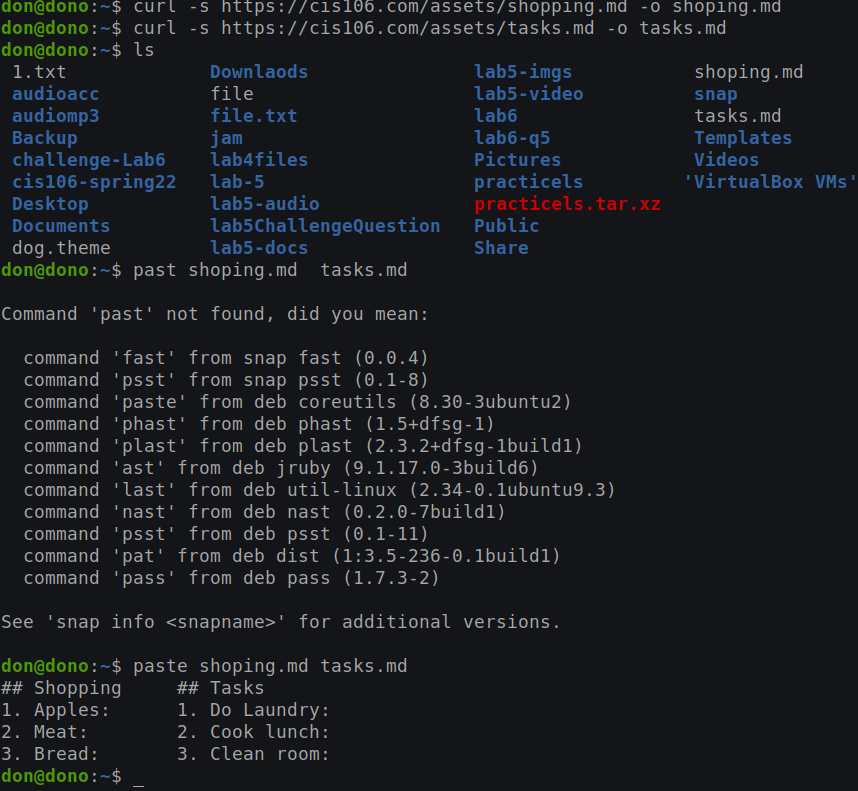 don@dono:~$ curl -s https://cis106.com/assets/shopping.md -o shoping.md
don@dono:~$ curl -s https://cis106.com/assets/tasks.md -o tasks.md
don@dono:~$ ls
1.txt Downlaods lab5-imgs shoping.md
audioacc file lab5-video snap
audiomp3 file.txt lab6 tasks.md
Backup jam lab6-q5 Templates
challenge-Lab6 lab4files Pictures Videos
cis106-spring22 lab-5 practicels 'VirtualBox VMs'
Desktop lab5-audio practicels.tar.xz
Documents lab5ChallengeQuestion Public
dog.theme lab5-docs Share
don@dono:~$ past shoping.md  tasks.md
Command 'past' not found, did you mean:
command 'fast' from snap fast (0.0.4)
command 'psst' from snap psst (0.1-8)
command 'paste' from deb coreutils (8.30-3ubuntu2)
command 'phast' from deb phast (1.5+dfsg-1)
command 'plast' from deb plast (2.3.2+dfsg-1build1)
command 'ast' from deb jruby (9.1.17.0-3build6)
command 'last' from deb util-linux (2.34-0.1ubuntu9.3)
command 'nast' from deb nast (0.2.0-7build1)
command 'psst' from deb psst (0.1-11)
command 'pat' from deb dist (1:3.5-236-0.1build1)
command 'pass' from deb pass (1.7.3-2)
See 'snap info <snapname>' for additional versions.
don@dono:~$ paste shoping.md tasks.md
## Shopping ## Tasks
1. Apples: 1. Do Laundry:
2. Meat: 2. Cook lunch:
3. Bread: 3. Clean room:
don@dono:~$ _